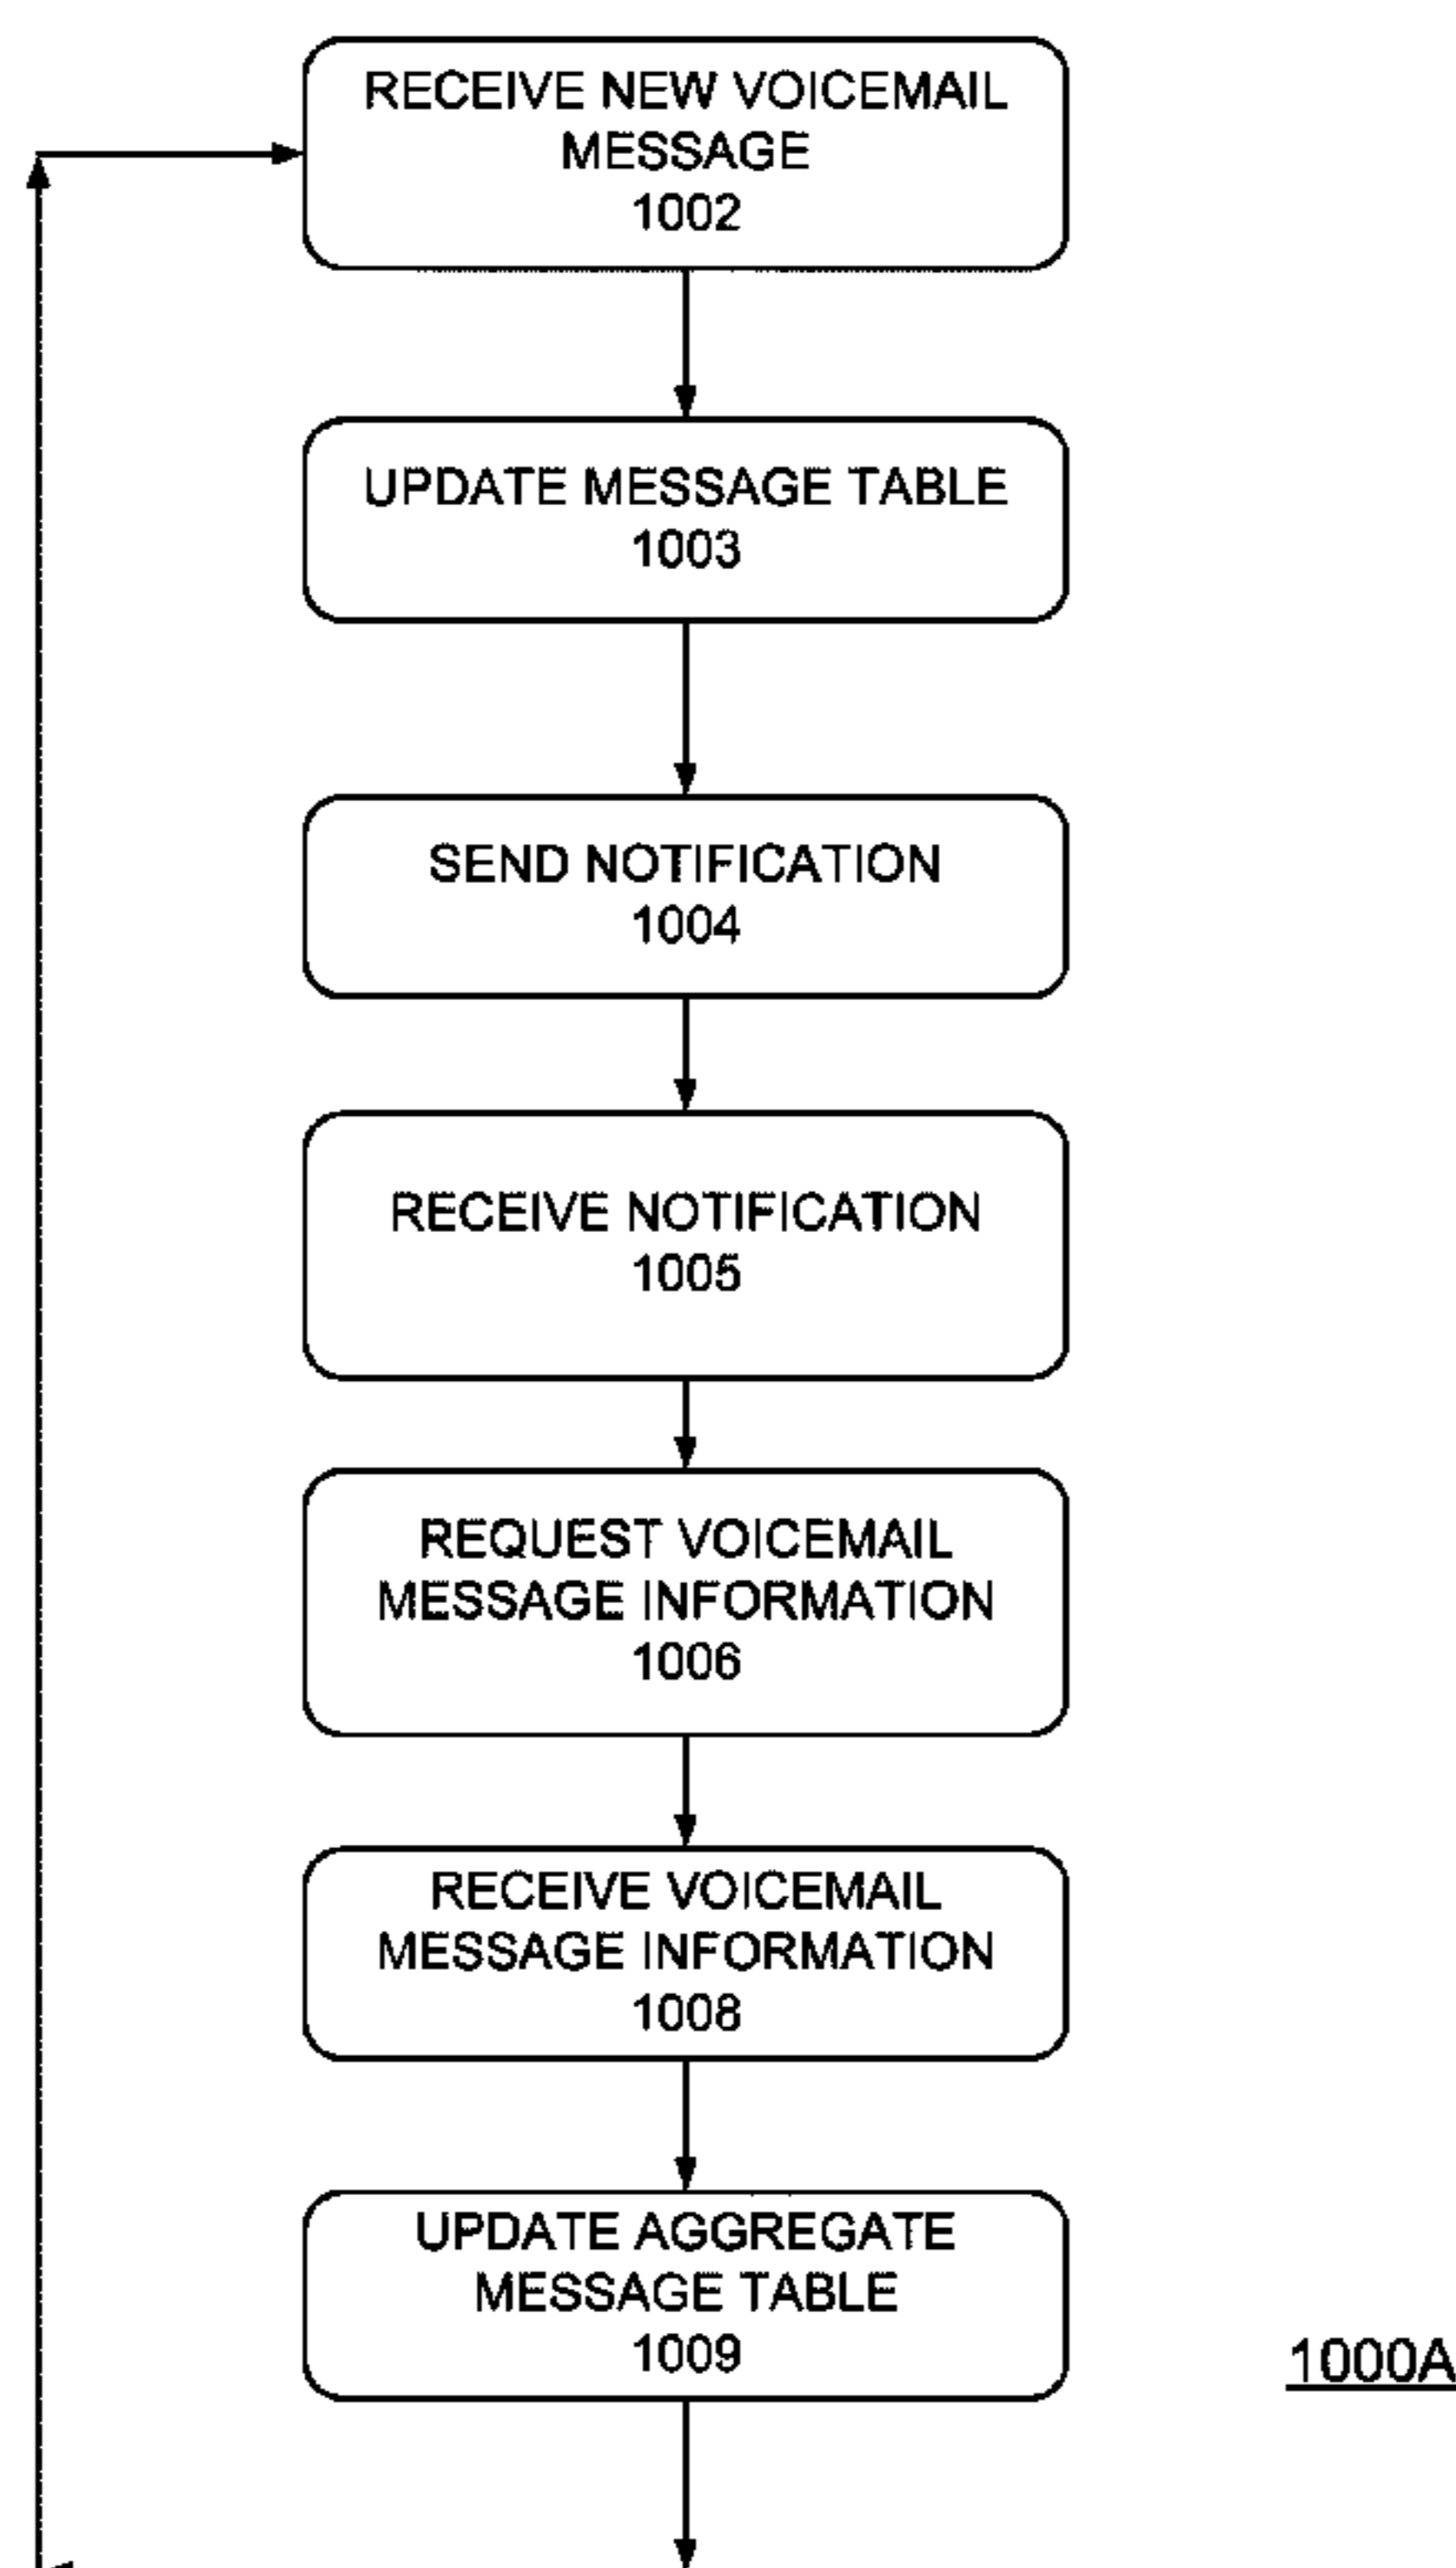 RECEIVE NEW VOICEMAIL
MESSAGE
1002
UPDATE MESSAGE TABLE
1003
SEND NOTIFICATION
1004
RECEIVE NOTIFICATION
1005
REQUEST VOICEMAIL
MESSAGE INFORMATION
1006
RECEIVE VOICEMAIL
MESSAGE INFORMATION
1008
UPDATE AGGREGATE
MESSAGE TABLE
1009
1000A